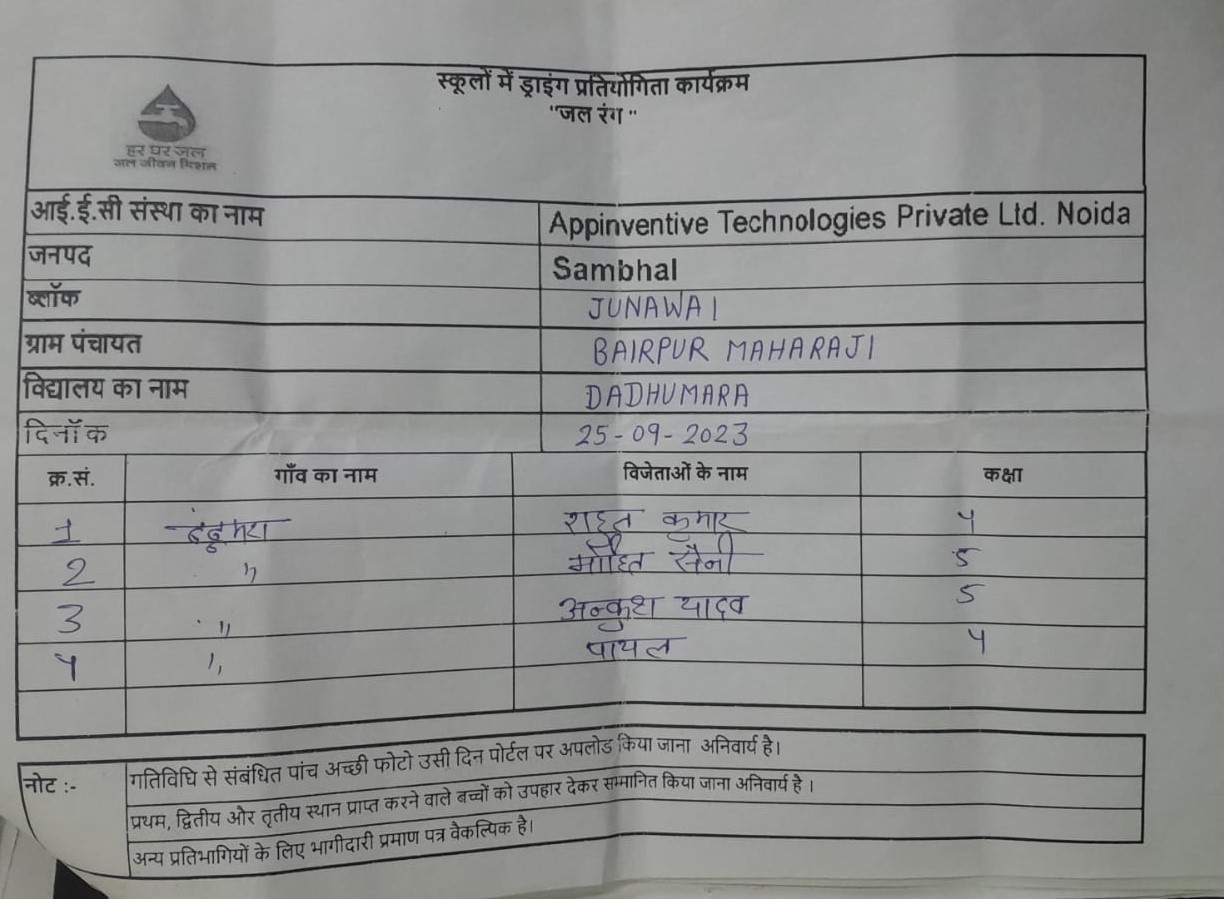 स्कूलों में ड्राइंग प्रतियोगिता कार्यक्रम
"जल रंग "
हर घर जल
जल जीवन मिशन
आई.ई.सी संस्था का नाम Appinventive Technologies Private Ltd. Noida
जनपद Sambhal
ब्लॉक JUNAWAI
ग्राम पंचायत BAIRPUR MAHARAJI
विद्यालय का नाम DADHUMARA
दिनॉक 25-09-2023
क्र.सं. गाँव का नाम विजेताओं के नाम कक्षा
1 कुमार 4
2 " मोहित सैनी 5
3 " अन्कुश यादव 5
4 " पायल 4
नोट :- गतिविधि से संबंधित पांच अच्छी फोटो उसी दिन पोर्टल पर अपलोड किया जाना अनिवार्य है।
प्रथम, द्वितीय और तृतीय स्थान प्राप्त करने वाले बच्चों को उपहार देकर सम्मानित किया जाना अनिवार्य है ।
अन्य प्रतिभागियों के लिए भागीदारी प्रमाण पत्र वैकल्पिक है।